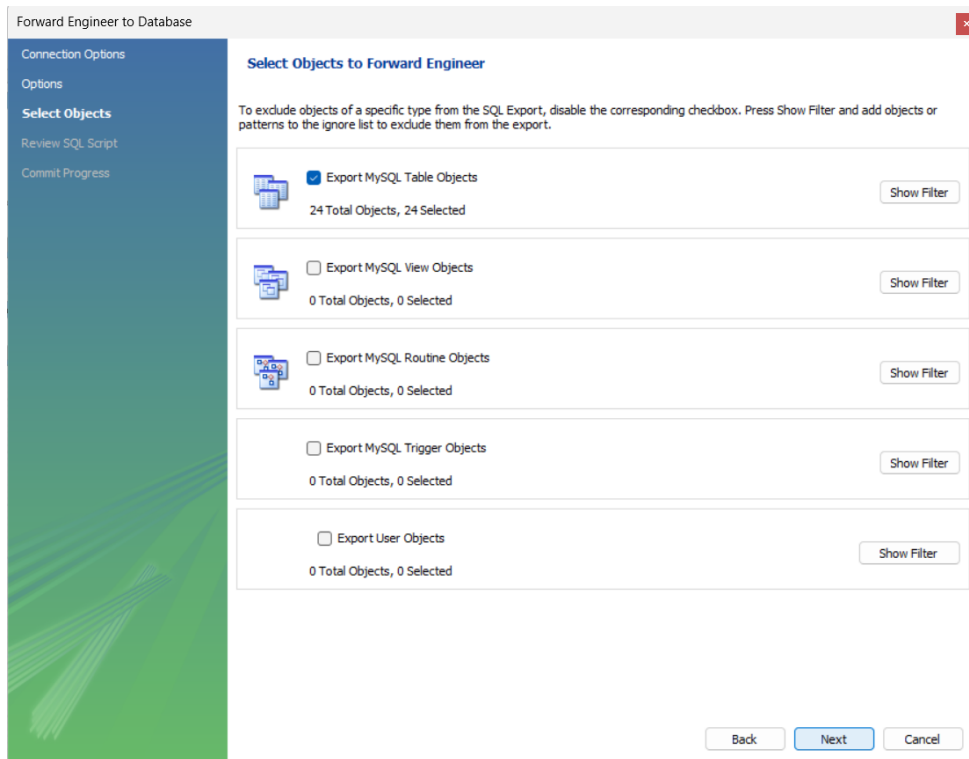 Forward Engineer to Database
Connection Options
Options
Select Objects
Review SQL Script
Commit Progress
Select Objects to Forward Engineer
To exclude objects of a specific type from the SQL Export, disable the corresponding checkbox. Press Show Filter and add objects or
patterns to the ignore list to exclude them from the export.
Export MySQL Table Objects
24 Total Objects, 24 Selected
Show Filter
Export MySQL View Objects
0 Total Objects, 0 Selected
Show Filter
Export MySQL Routine Objects
0 Total Objects, 0 Selected
Show Filter
Export MySQL Trigger Objects
0 Total Objects, 0 Selected
Show Filter
Export User Objects
0 Total Objects, 0 Selected
Show Filter
Back
Next
Cancel